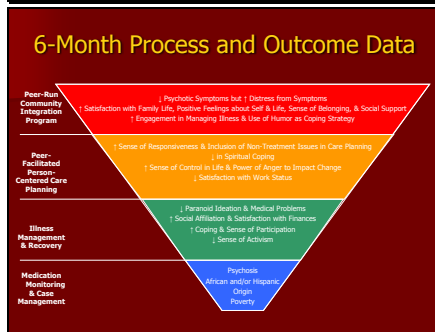 6-Month Process and Outcome Data
Peer-Run
Community
Integration
Program
↓ Psychotic Symptoms but ↑ Distress from Symptoms
↑ Satisfaction with Family Life, Positive Feelings about Self & Life, Sense of Belonging, & Social Support
↑ Engagement in Managing Illness & Use of Humor as Coping Strategy
Peer-
Facilitated
Person-
Centered Care
Planning
↑ Sense of Responsiveness & Inclusion of Non-Treatment Issues in Care Planning
↓ in Spiritual Coping
↑ Sense of Control in Life & Power of Anger to Impact Change
↓ Satisfaction with Work Status
Illness
Management
& Recovery
↓ Paranoid Ideation & Medical Problems
↑ Social Affiliation & Satisfaction with Finances
↑ Coping & Sense of Participation
↓ Sense of Activism
Medication
Monitoring
& Case
Management
Psychosis
African and/or Hispanic
Origin
Poverty